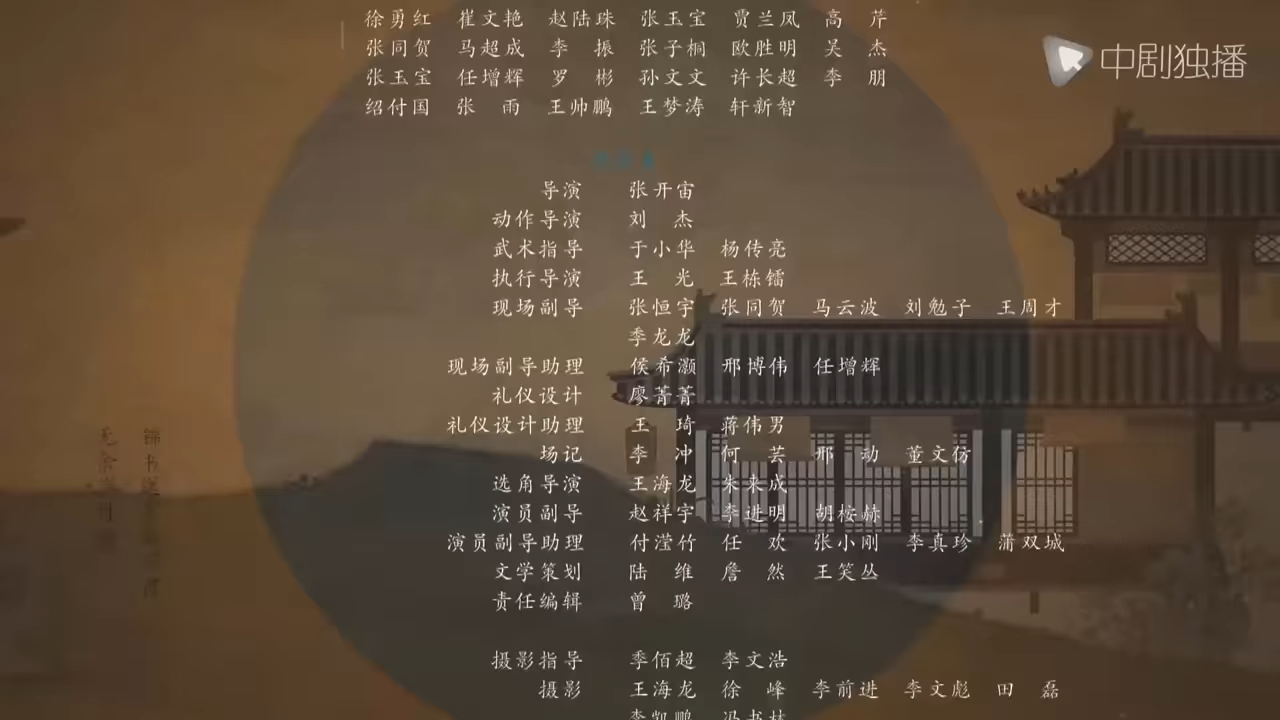 徐勇红 崔文艳 赵陆珠 张玉宝 贾兰凤 高 芹
张同贺 马超成 李 振 张子桐 欧胜明 吴 杰
中剧独播
张玉宝 任增辉 罗 彬 孙文文 许长超 李 朋
绍付国 张 雨 王帅鹏 王梦涛 轩新智
导演 张开宙
动作导演 刘 杰
武术指导 于小华 杨传亮
执行导演 王 光 王栋镭
现场副导 张恒宇 张同贺 马云波 刘勉子 王周才
季龙龙
现场副导助理 侯希灏 邢博伟 任增辉
礼仪设计 廖菁菁
礼仪设计助理 王 琦 蒋伟男
场记 李 冲 何 芸 邢 动 董文仿
选角导演 王海龙 朱来成
演员副导 赵祥宇 李进明 胡桉赫
演员副导助理 付滢竹 任 欢 张小刚 李真珍 蒲双城
文学策划 陆 维 詹 然 王笑丛
责任编辑 曾 璐
摄影指导 季佰超 李文浩
摄影 王海龙 徐 峰 李前进 李文彪 田 磊